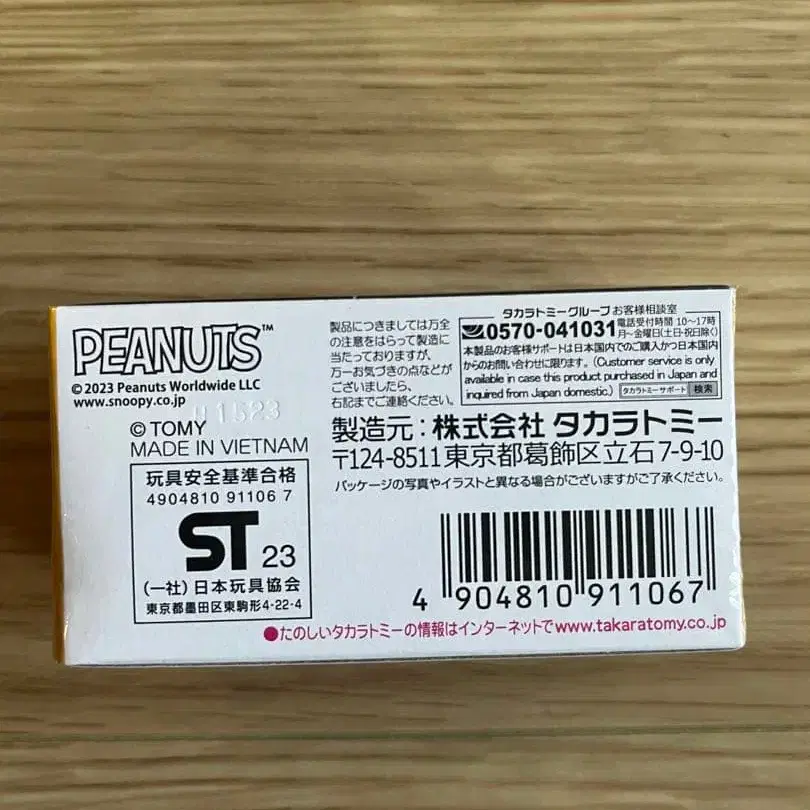 PEANUTS™
© 2023 Peanuts Worldwide LLC
www.snoopy.co.jp
© TOMY
MADE IN VIETNAM
玩具安全基準合格
4904810 91106 7
ST 23
(一社)日本玩具協会
東京都墨田区東駒形4-22-4
製品につきましては万全
の注意をはらって製造に
当たっておりますが、
万一お気づきの点などが
ございましたら、
右記までご連絡ください。
タカラトミーグループ お客様相談室
0570-041031 電話受付時間 10〜17時
月〜金曜日(土日・祝日除く)
本製品のお客様サポートは日本国内でのご購入かつ日本国内
からのお問い合わせに限ります。(Customer service is only
available in case this product purchased in Japan and
inquired from Japan domestic.) タカラトミーサポート 検索
製造元:株式会社 タカラトミー
〒124-8511 東京都葛飾区立石7-9-10
パッケージの写真やイラストと異なる場合がございますがご了承ください。
4 904810 911067
●たのしいタカラトミーの情報はインターネットでwww.takaratomy.co.jp